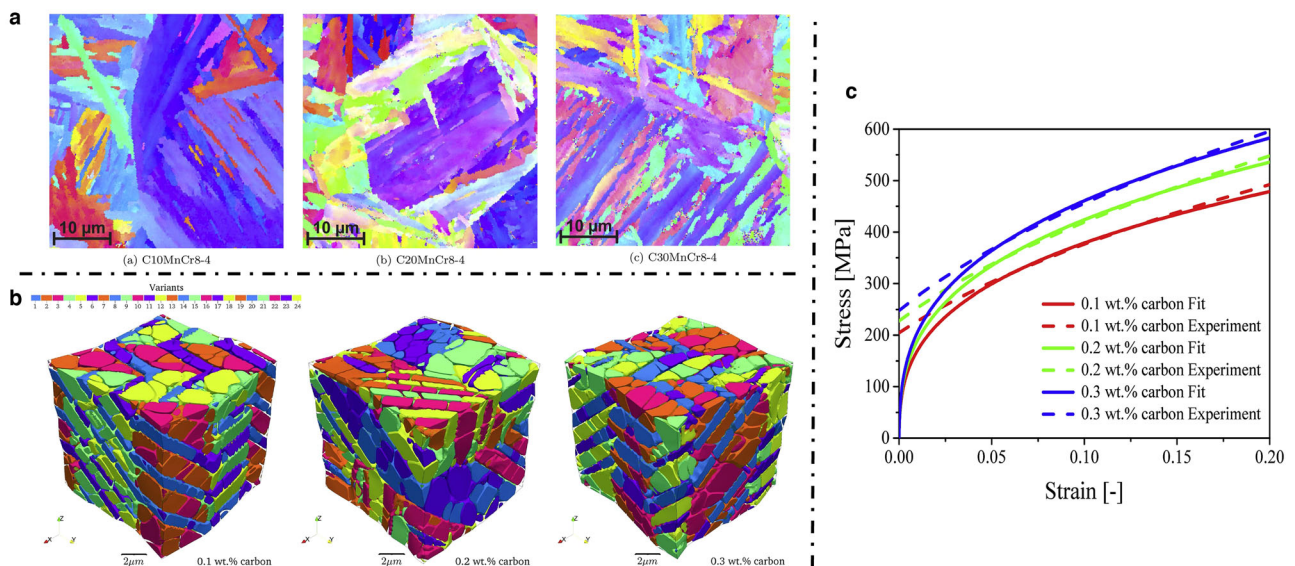 a
10 μm
10 μm
10 μm
(a) C10MnCr8-4
(b) C20MnCr8-4
(c) C30MnCr8-4
b
Variants
1 2 3 4 5 6 7 8 9 10 11 12 13 14 15 16 17 18 19 20 21 22 23 24
Z
X Y
2μm
0.1 wt.% carbon
Z
X Y
2μm
0.2 wt.% carbon
Z
X Y
2μm
0.3 wt.% carbon
c
Stress [MPa]
600
500
400
300
200
100
0
0.00 0.05 0.10 0.15 0.20
Strain [-]
0.1 wt.% carbon Fit
0.1 wt.% carbon Experiment
0.2 wt.% carbon Fit
0.2 wt.% carbon Experiment
0.3 wt.% carbon Fit
0.3 wt.% carbon Experiment